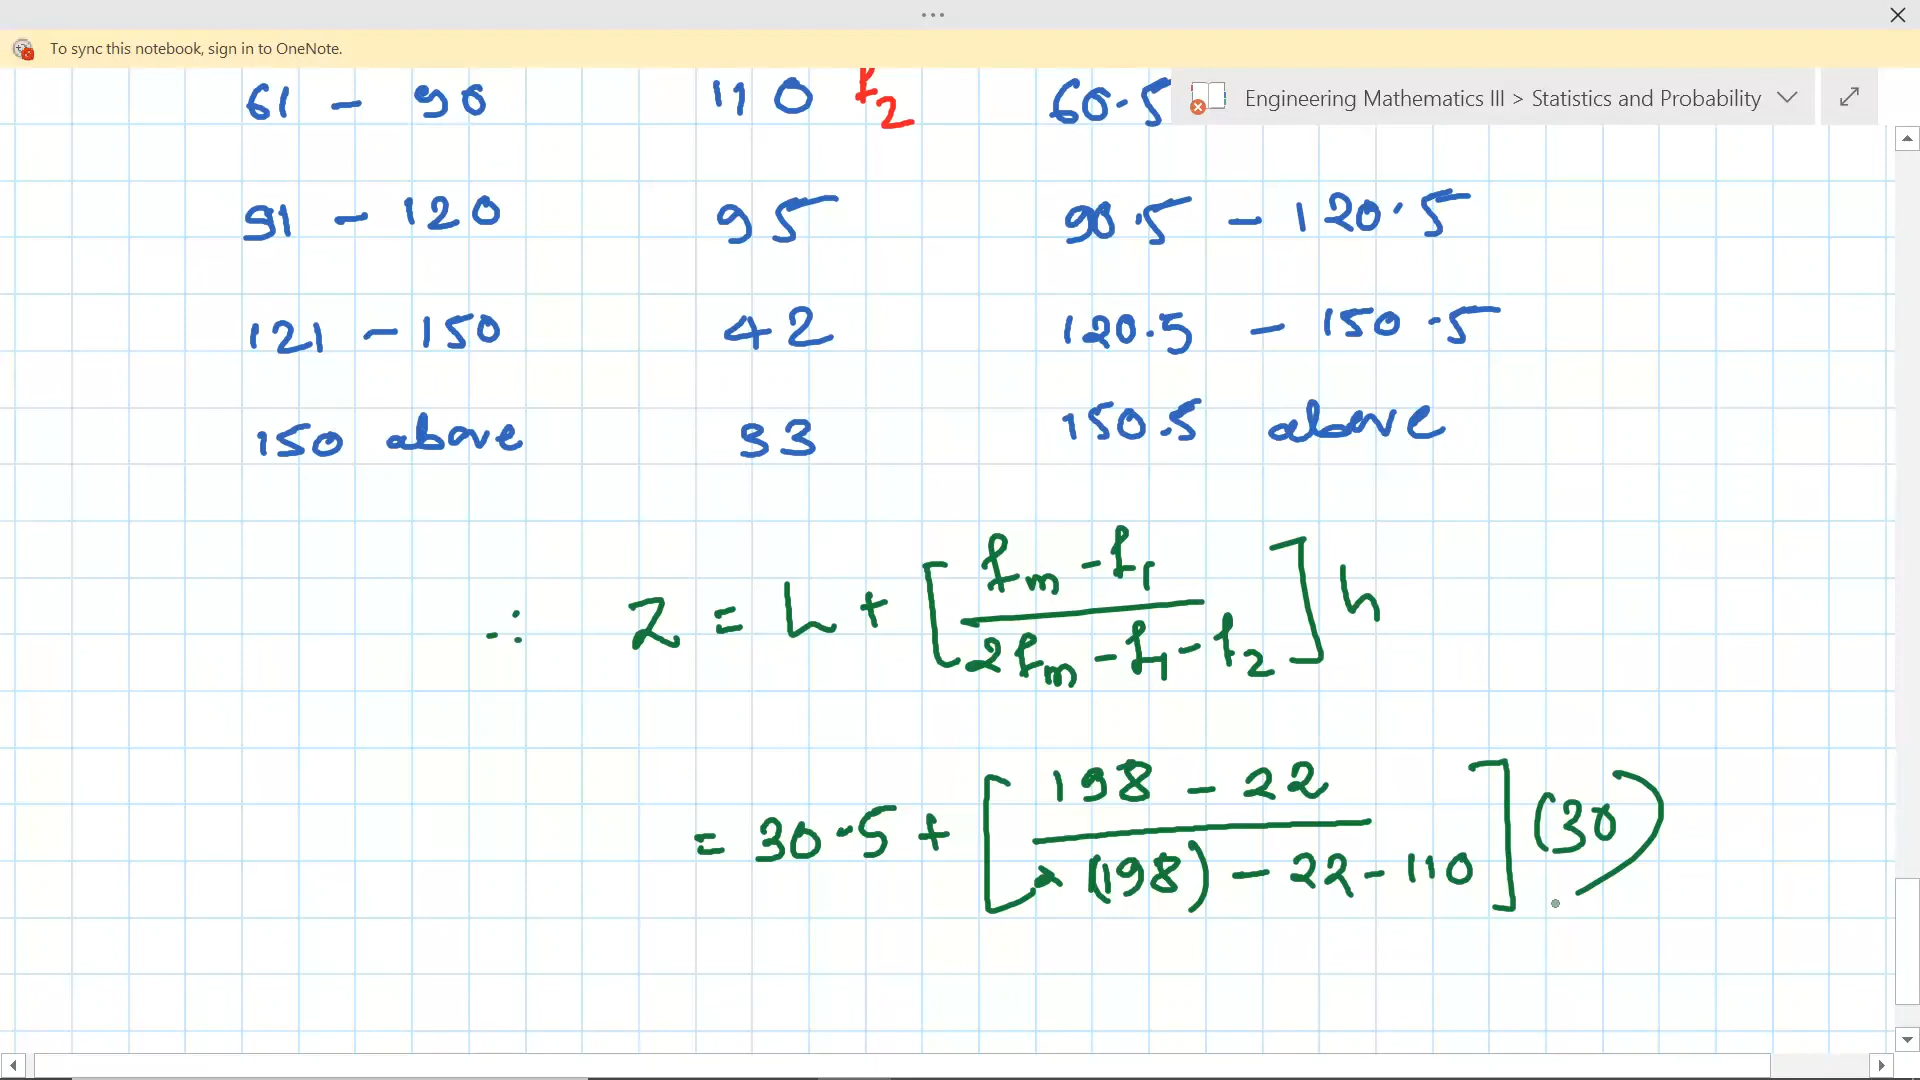 To sync this notebook, sign in to OneNote.
Engineering Mathematics III > Statistics and Probability
61 - 90 110 f2 60.5
91 - 120 95 90.5 - 120.5
121 - 150 42 120.5 - 150.5
150 above 33 150.5 above
∴ Z = L + [ (fm - f1) / (2fm - f1 - f2) ] h
= 30.5 + [ (198 - 22) / (2(198) - 22 - 110) ] (30)